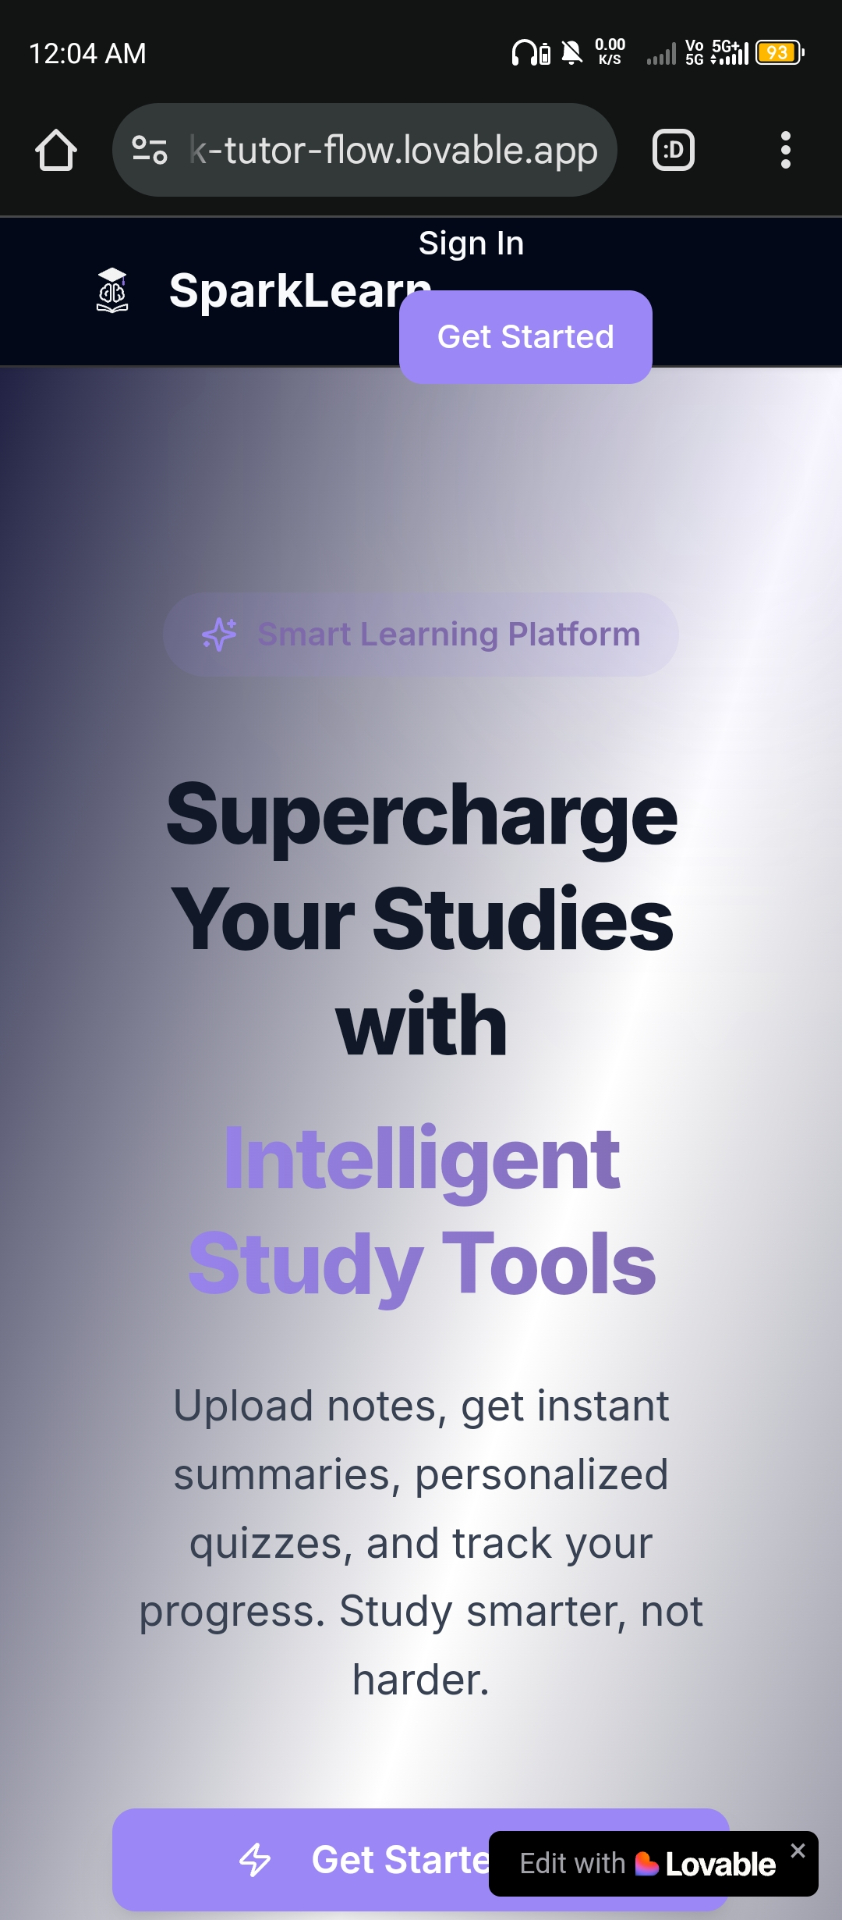 12:04 AM
0.00
K/S
Vo
5G
5G+
93
k-tutor-flow.lovable.app
:D
Sign In
SparkLearn
Get Started
Smart Learning Platform
Supercharge
Your Studies
with
Intelligent
Study Tools
Upload notes, get instant
summaries, personalized
quizzes, and track your
progress. Study smarter, not
harder.
Get Starte
Edit with Lovable